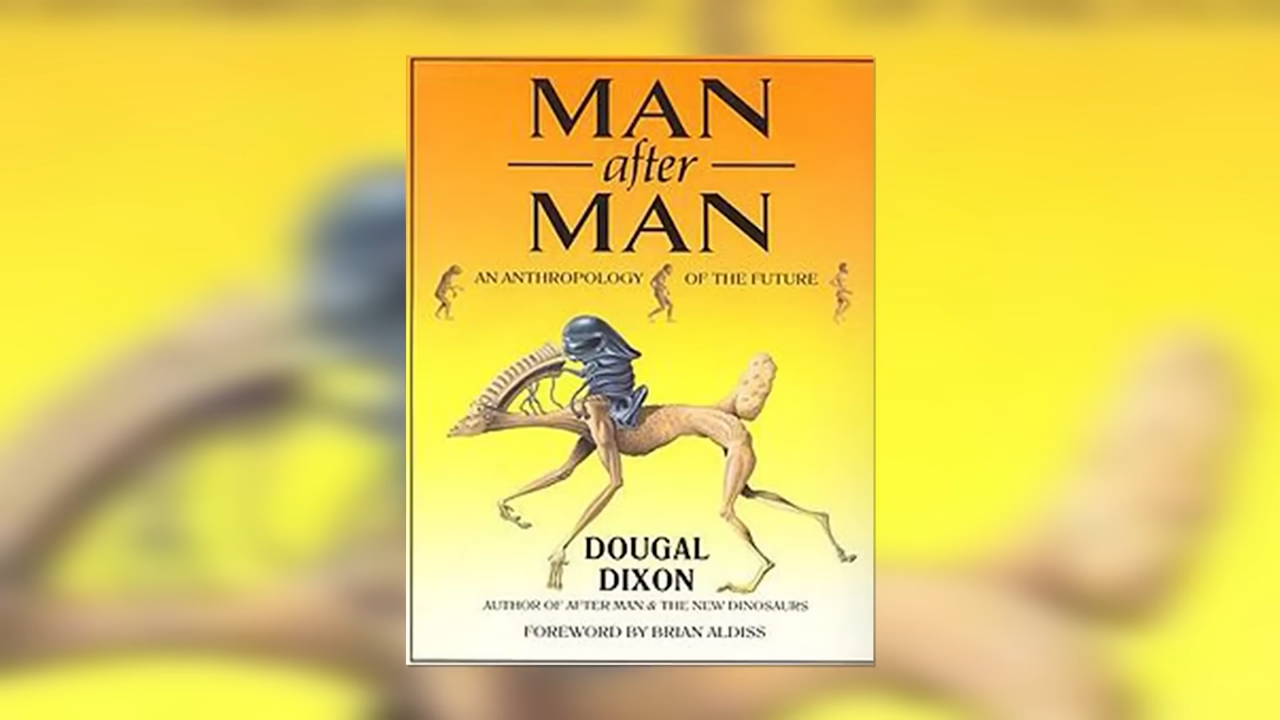 MAN
after
MAN
AN ANTHROPOLOGY OF THE FUTURE
DOUGAL
DIXON
AUTHOR OF AFTER MAN & THE NEW DINOSAURS
FOREWORD BY BRIAN ALDISS